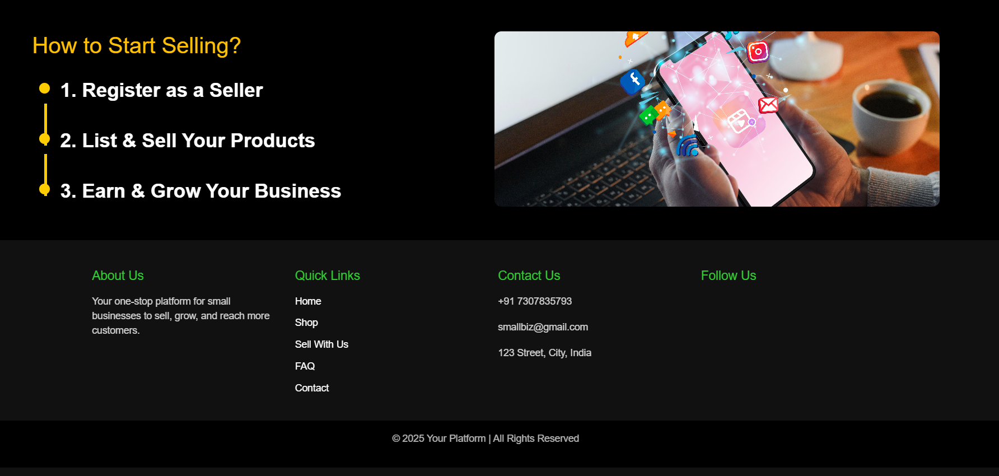 How to Start Selling?
1. Register as a Seller
2. List & Sell Your Products
3. Earn & Grow Your Business
About Us
Your one-stop platform for small
businesses to sell, grow, and reach more
customers.
Quick Links
Home
Shop
Sell With Us
FAQ
Contact
Contact Us
+91 7307835793
smallbiz@gmail.com
123 Street, City, India
Follow Us
© 2025 Your Platform | All Rights Reserved